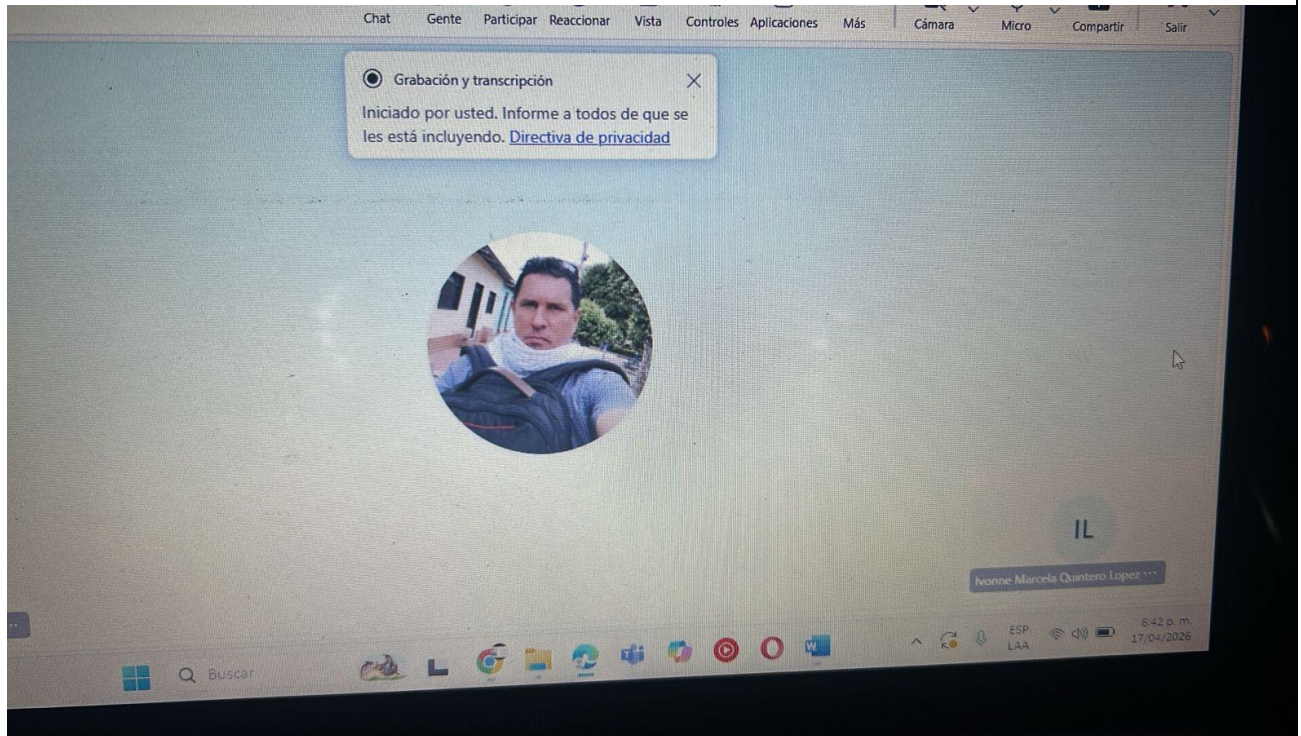 Chat Gente Participar Reaccionar Vista Controles Aplicaciones Más Cámara Micro Compartir Salir
Grabación y transcripción
Iniciado por usted. Informe a todos de que se
les está incluyendo. Directiva de privacidad
IL
Ivonne Marcela Quintero Lopez ...
...
Buscar
ESP
LAA
6:42 p. m.
17/04/2026